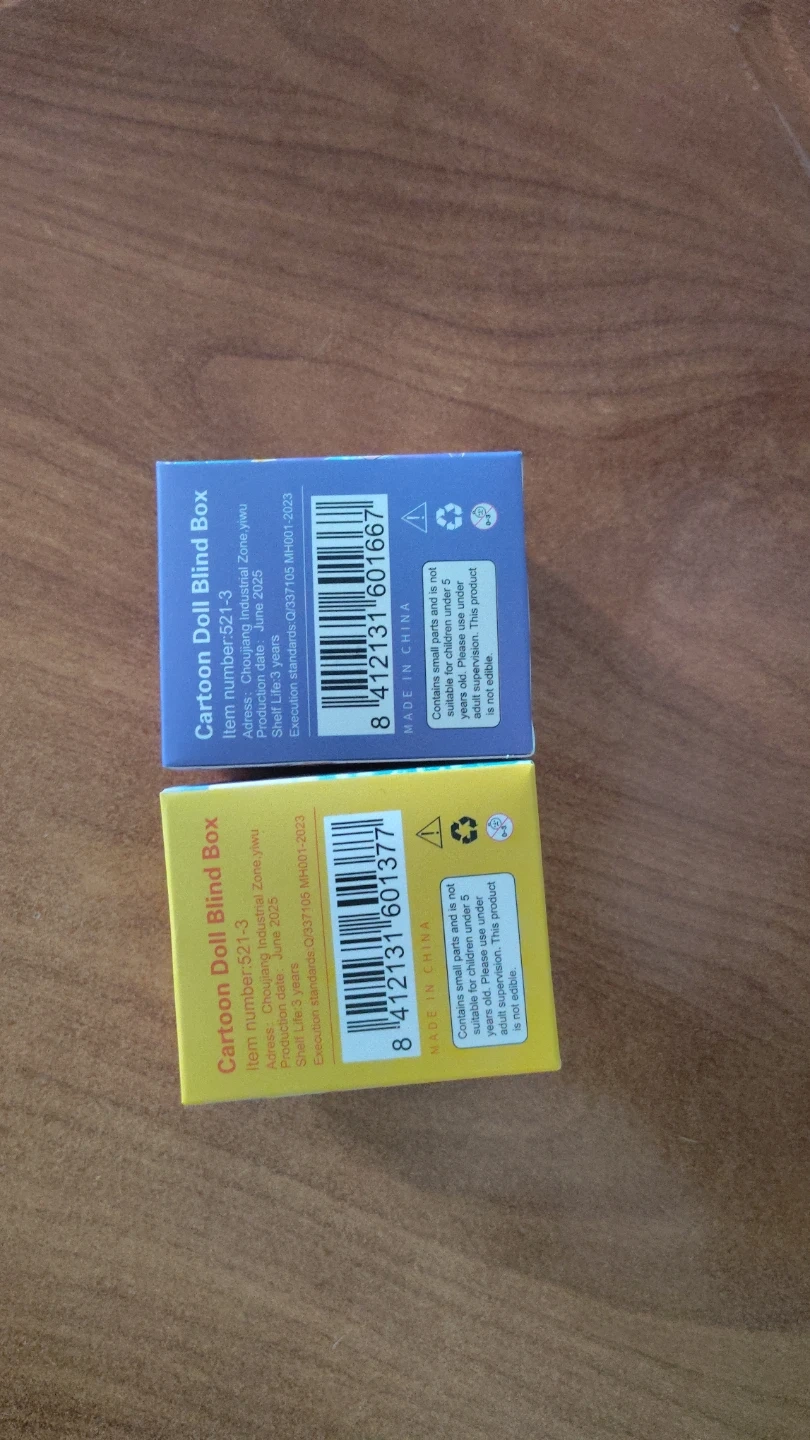 Cartoon Doll Blind Box
Item number:521-3
Adress: Choujiang Industrial Zone,yiwu
Production date: June 2025
Shelf Life:3 years
Execution standards:Q/337105 MH001-2023
8 412131 601667
MADE IN CHINA
Contains small parts and is not
suitable for children under 5
years old. Please use under
adult supervision. This product
is not edible.
0-3
Cartoon Doll Blind Box
Item number:521-3
Adress: Choujiang Industrial Zone,yiwu
Production date: June 2025
Shelf Life:3 years
Execution standards:Q/337105 MH001-2023
8 412131 601377
MADE IN CHINA
Contains small parts and is not
suitable for children under 5
years old. Please use under
adult supervision. This product
is not edible.
0-3